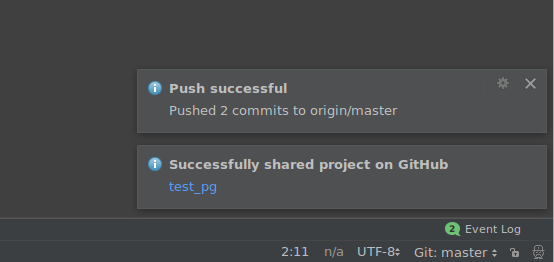 Push successful
Pushed 2 commits to origin/master
Successfully shared project on GitHub
test_pg
2 Event Log
2:11 n/a UTF-8 Git: master